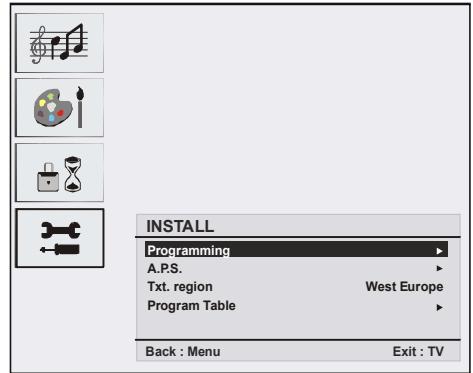 INSTALL
Programming
A.P.S.
Txt. region West Europe
Program Table
Back : Menu Exit : TV